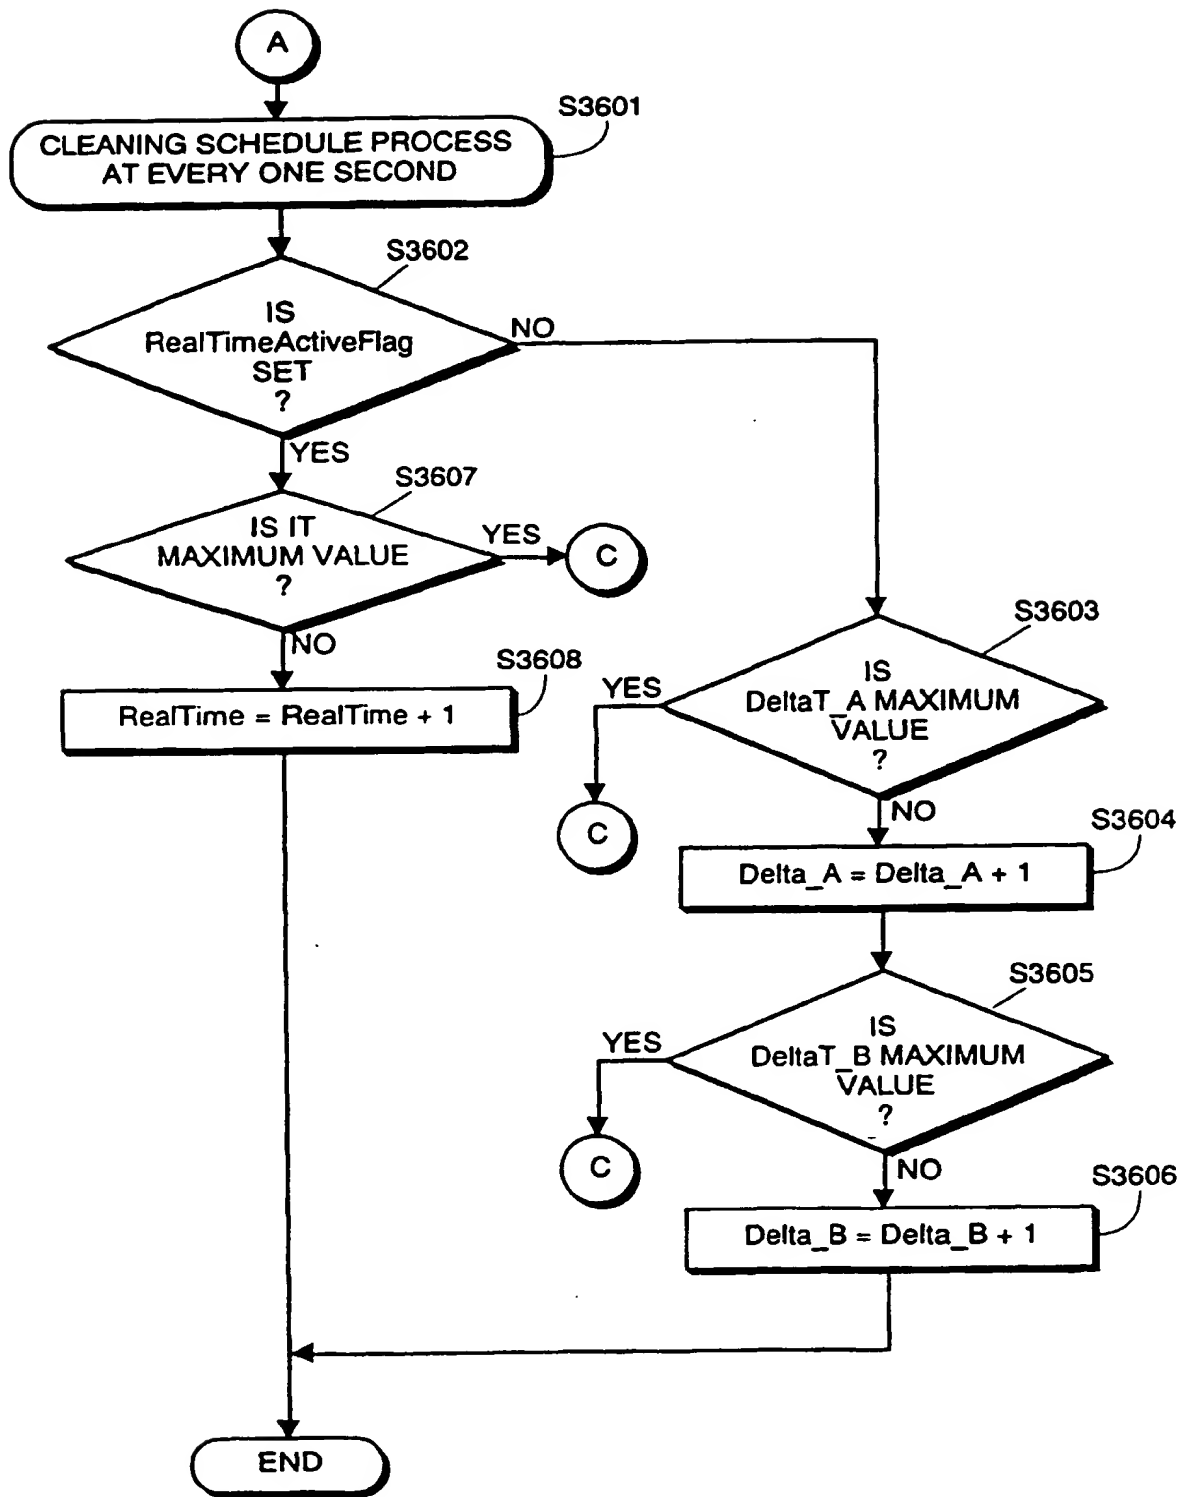 A
S3601
CLEANING SCHEDULE PROCESS
AT EVERY ONE SECOND
S3602
IS
RealTimeActiveFlag
SET
?
NO
YES
S3607
IS IT
MAXIMUM VALUE
?
YES
C
NO
S3608
RealTime = RealTime + 1
S3603
IS
DeltaT_A MAXIMUM
VALUE
?
YES
C
NO
S3604
Delta_A = Delta_A + 1
S3605
IS
DeltaT_B MAXIMUM
VALUE
?
YES
C
NO
S3606
Delta_B = Delta_B + 1
END